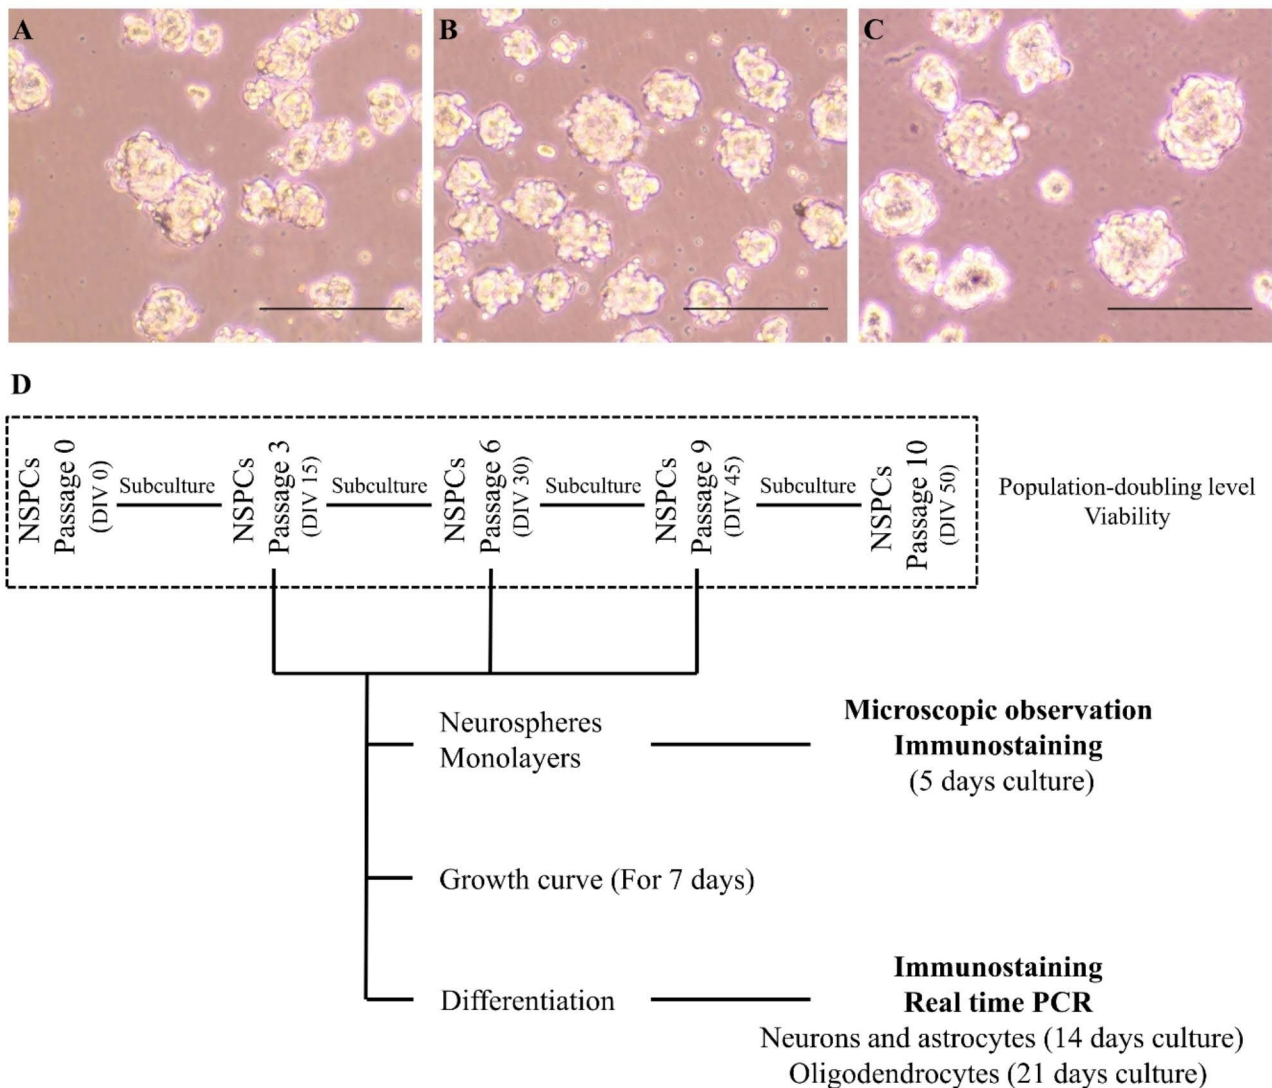 A
B
C
D
NSPCs
Passage 0
(DIV 0)
Subculture
NSPCs
Passage 3
(DIV 15)
Subculture
NSPCs
Passage 6
(DIV 30)
Subculture
NSPCs
Passage 9
(DIV 45)
Subculture
NSPCs
Passage 10
(DIV 50)
Population-doubling level
Viability
Neurospheres
Monolayers
Microscopic observation
Immunostaining
(5 days culture)
Growth curve (For 7 days)
Differentiation
Immunostaining
Real time PCR
Neurons and astrocytes (14 days culture)
Oligodendrocytes (21 days culture)